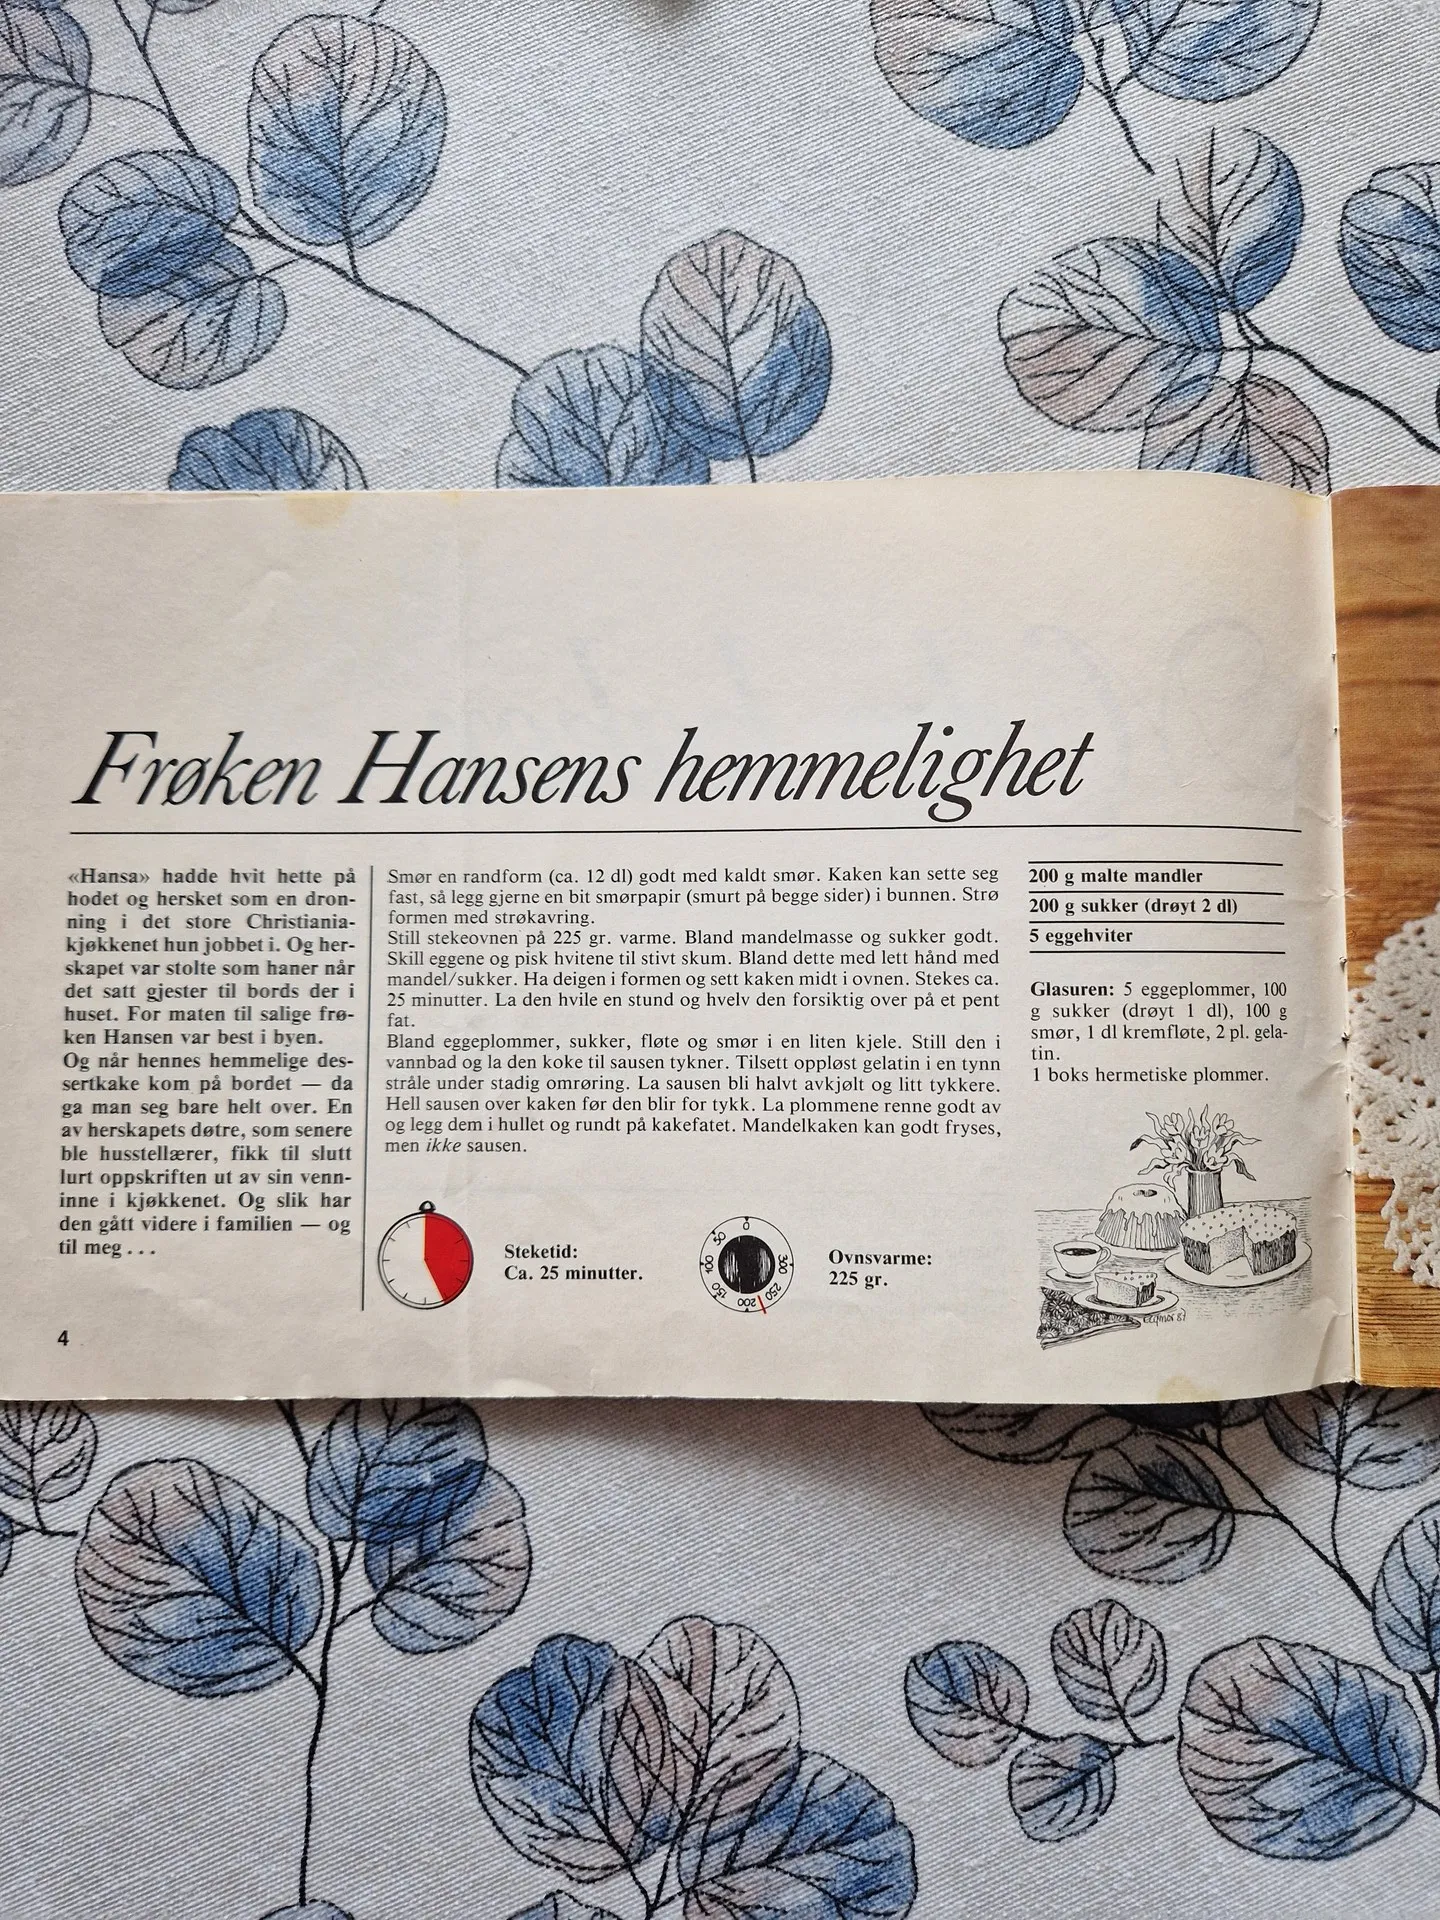 Frøken Hansens hemmelighet
«Hansa» hadde hvit hette på
hodet og hersket som en dron-
ning i det store Christiania-
kjøkkenet hun jobbet i. Og her-
skapet var stolte som haner når
det satt gjester til bords der i
huset. For maten til salige frø-
ken Hansen var best i byen.
Og når hennes hemmelige des-
sertkake kom på bordet — da
ga man seg bare helt over. En
av herskapets døtre, som senere
ble husstellærer, fikk til slutt
lurt oppskriften ut av sin venn-
inne i kjøkkenet. Og slik har
den gått videre i familien — og
til meg . . .
Smør en randform (ca. 12 dl) godt med kaldt smør. Kaken kan sette seg
fast, så legg gjerne en bit smørpapir (smurt på begge sider) i bunnen. Strø
formen med strøkavring.
Still stekeovnen på 225 gr. varme. Bland mandelmasse og sukker godt.
Skill eggene og pisk hvitene til stivt skum. Bland dette med lett hånd med
mandel/sukker. Ha deigen i formen og sett kaken midt i ovnen. Stekes ca.
25 minutter. La den hvile en stund og hvelv den forsiktig over på et pent
fat.
Bland eggeplommer, sukker, fløte og smør i en liten kjele. Still den i
vannbad og la den koke til sausen tykner. Tilsett oppløst gelatin i en tynn
stråle under stadig omrøring. La sausen bli halvt avkjølt og litt tykkere.
Hell sausen over kaken før den blir for tykk. La plommene renne godt av
og legg dem i hullet og rundt på kakefatet. Mandelkaken kan godt fryses,
men ikke sausen.
200 g malte mandler
200 g sukker (drøyt 2 dl)
5 eggehviter
Glasuren: 5 eggeplommer, 100
g sukker (drøyt 1 dl), 100 g
smør, 1 dl kremfløte, 2 pl. gela-
tin.
1 boks hermetiske plommer.
Steketid:
Ca. 25 minutter.
0
50
100
150
200
250
300
Ovnsvarme:
225 gr.
4